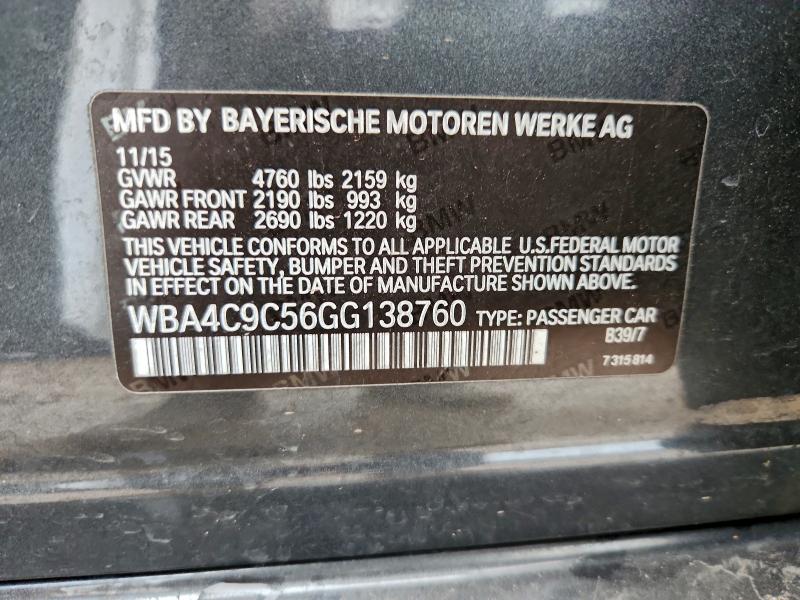 MFD BY BAYERISCHE MOTOREN WERKE AG
11/15
GVWR 4760 lbs 2159 kg
GAWR FRONT 2190 lbs 993 kg
GAWR REAR 2690 lbs 1220 kg
THIS VEHICLE CONFORMS TO ALL APPLICABLE U.S.FEDERAL MOTOR
VEHICLE SAFETY, BUMPER AND THEFT PREVENTION STANDARDS
IN EFFECT ON THE DATE OF MANUFACTURE SHOWN ABOVE.
WBA4C9C56GG138760 TYPE: PASSENGER CAR
B39/7
7 315 814